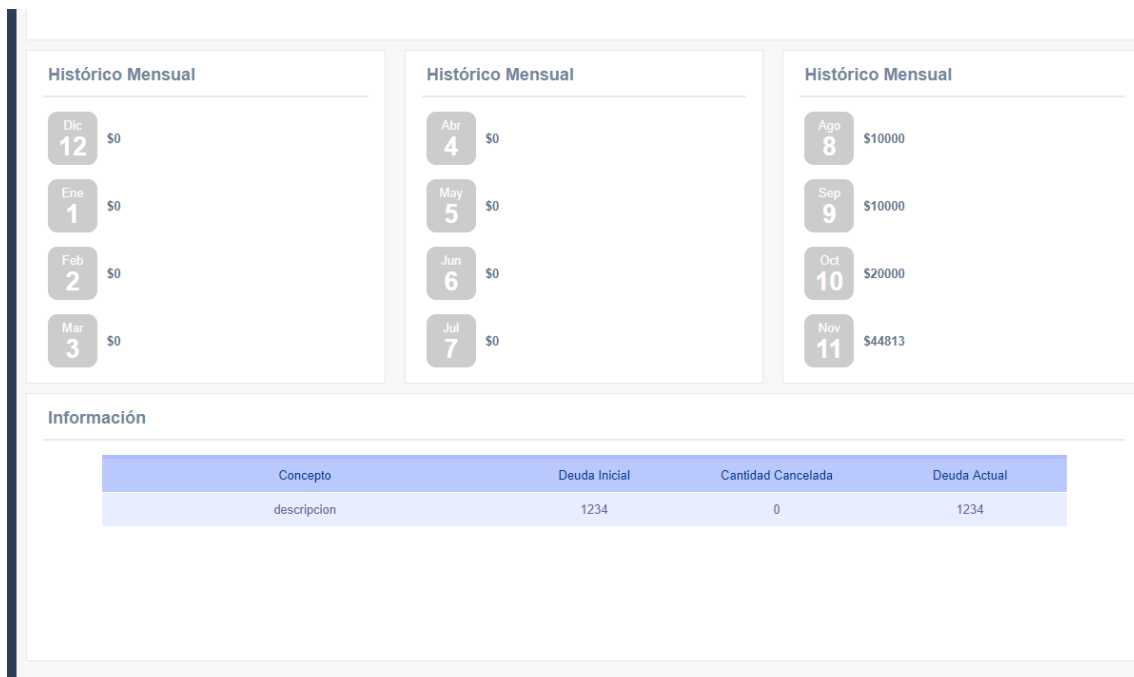 Histórico Mensual
Dic
12 $0
Ene
1 $0
Feb
2 $0
Mar
3 $0
Histórico Mensual
Abr
4 $0
May
5 $0
Jun
6 $0
Jul
7 $0
Histórico Mensual
Ago
8 $10000
Sep
9 $10000
Oct
10 $20000
Nov
11 $44813
Información
Concepto Deuda Inicial Cantidad Cancelada Deuda Actual
descripcion 1234 0 1234